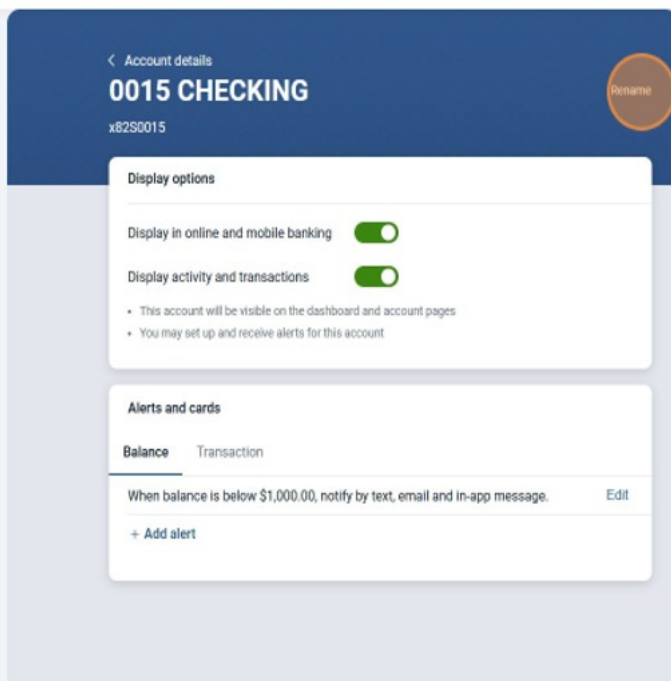 Account details
0015 CHECKING
Rename
x82S0015
Display options
Display in online and mobile banking
Display activity and transactions
• This account will be visible on the dashboard and account pages
• You may set up and receive alerts for this account
Alerts and cards
Balance Transaction
When balance is below $1,000.00, notify by text, email and in-app message. Edit
+ Add alert